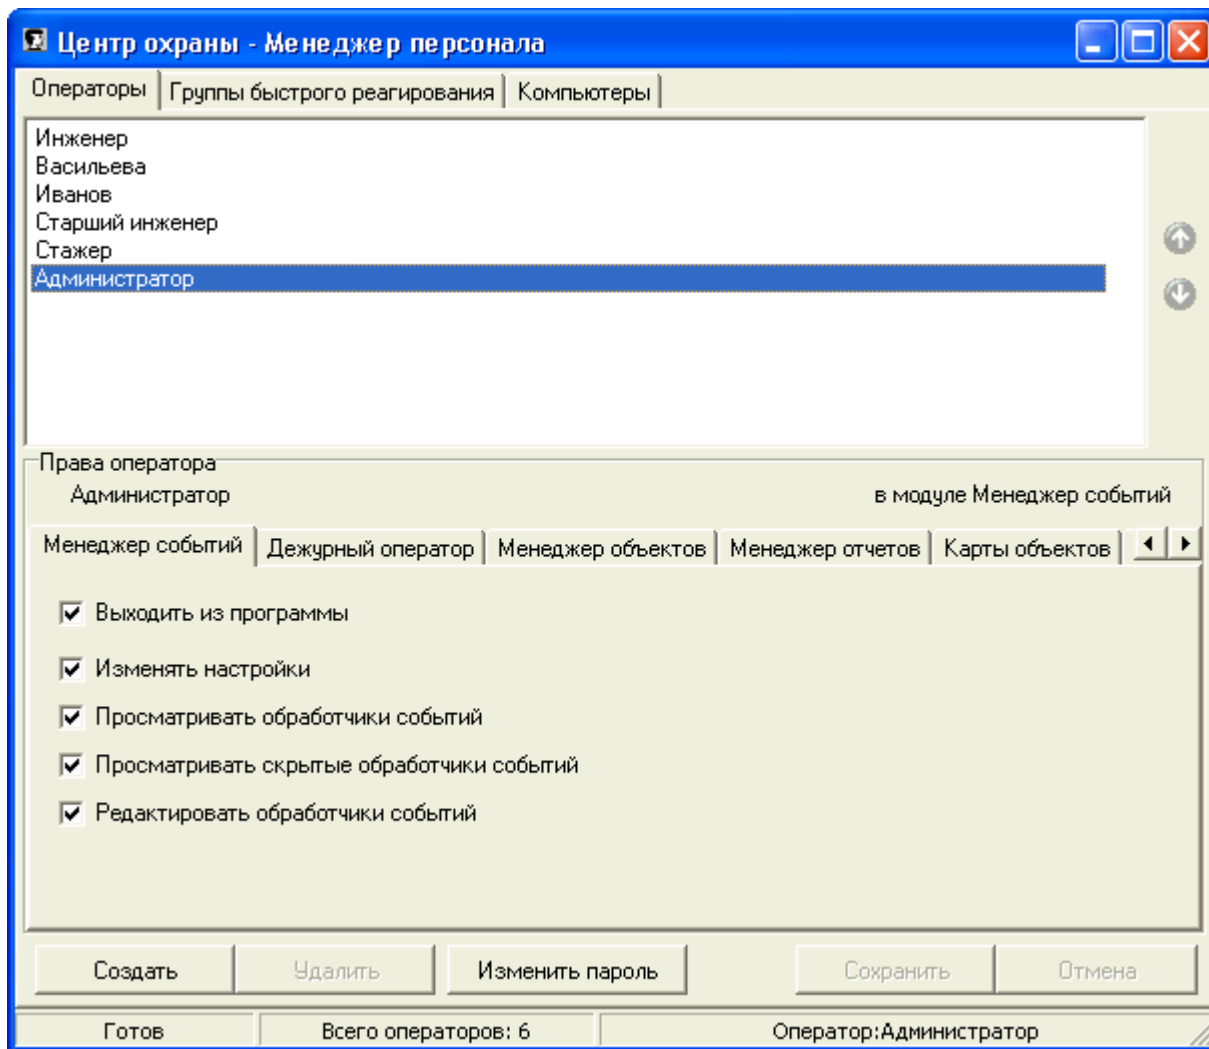 Центр охраны - Менеджер персонала
Операторы Группы быстрого реагирования Компьютеры
Инженер
Васильева
Иванов
Старший инженер
Стажер
Администратор
Права оператора
Администратор в модуле Менеджер событий
Менеджер событий Дежурный оператор Менеджер объектов Менеджер отчетов Карты объектов
Выходить из программы
Изменять настройки
Просматривать обработчики событий
Просматривать скрытые обработчики событий
Редактировать обработчики событий
Создать Удалить Изменить пароль Сохранить Отмена
Готов Всего операторов: 6 Оператор:Администратор